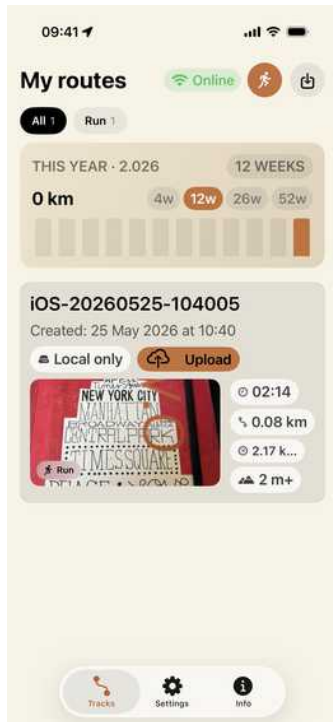 09:41
My routes
Online
All 1
Run 1
THIS YEAR · 2.026
12 WEEKS
0 km
4w
12w
26w
52w
iOS-20260525-104005
Created: 25 May 2026 at 10:40
Local only
Upload
NEW YORK CITY
MANHATTAN
CENTRAL PARK
TIMES SQUARE
Run
02:14
0.08 km
2.17 k...
2 m+
Tracks
Settings
Info